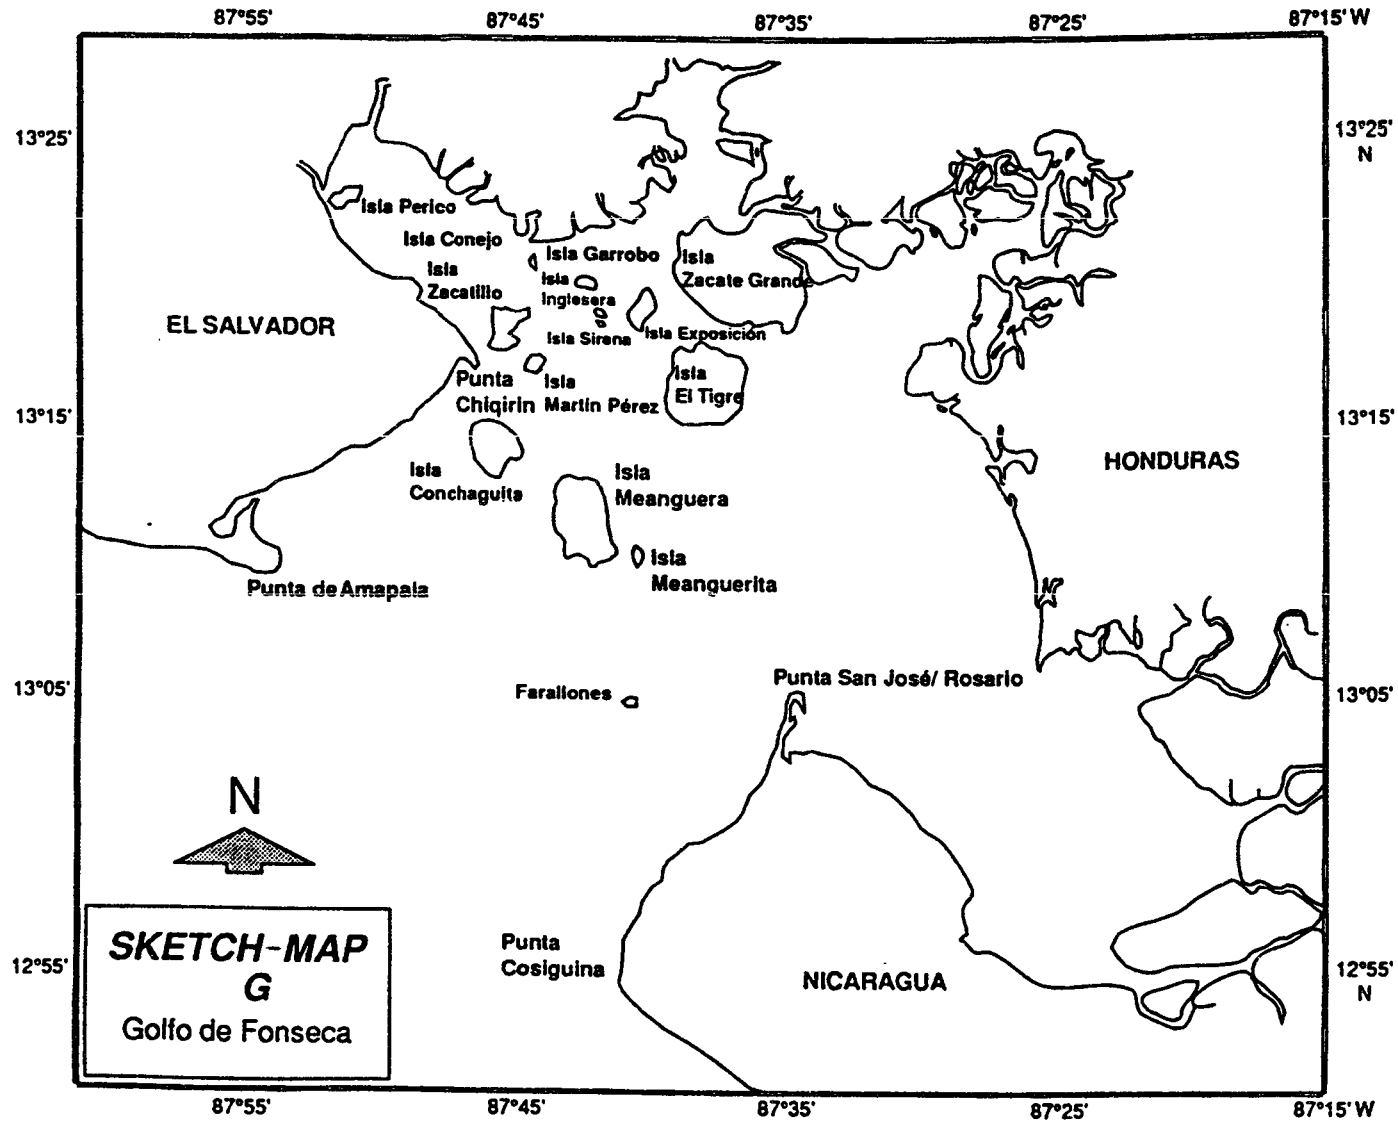 87°55' 87°45' 87°35' 87°25' 87°15' W
13°25' 13°25'
N
Isla Perico
Isla Conejo
Isla Garrobo
Isla
Zacate Grande
Isla
Zacatillo
Isla
Inglesera
EL SALVADOR
Isla Sirena
Isla Exposición
Punta
Chiqirin
Isla
Martín Pérez
Isla
El Tigre
13°15' 13°15'
HONDURAS
Isla
Conchaguita
Isla
Meanguera
Isla
Meanguerita
Punta de Amapala
Punta San José/ Rosario
13°05' 13°05'
Farallones
N
Punta
Cosiguina
NICARAGUA
12°55' 12°55'
N
SKETCH-MAP
G
Golfo de Fonseca
87°55' 87°45' 87°35' 87°25' 87°15' W